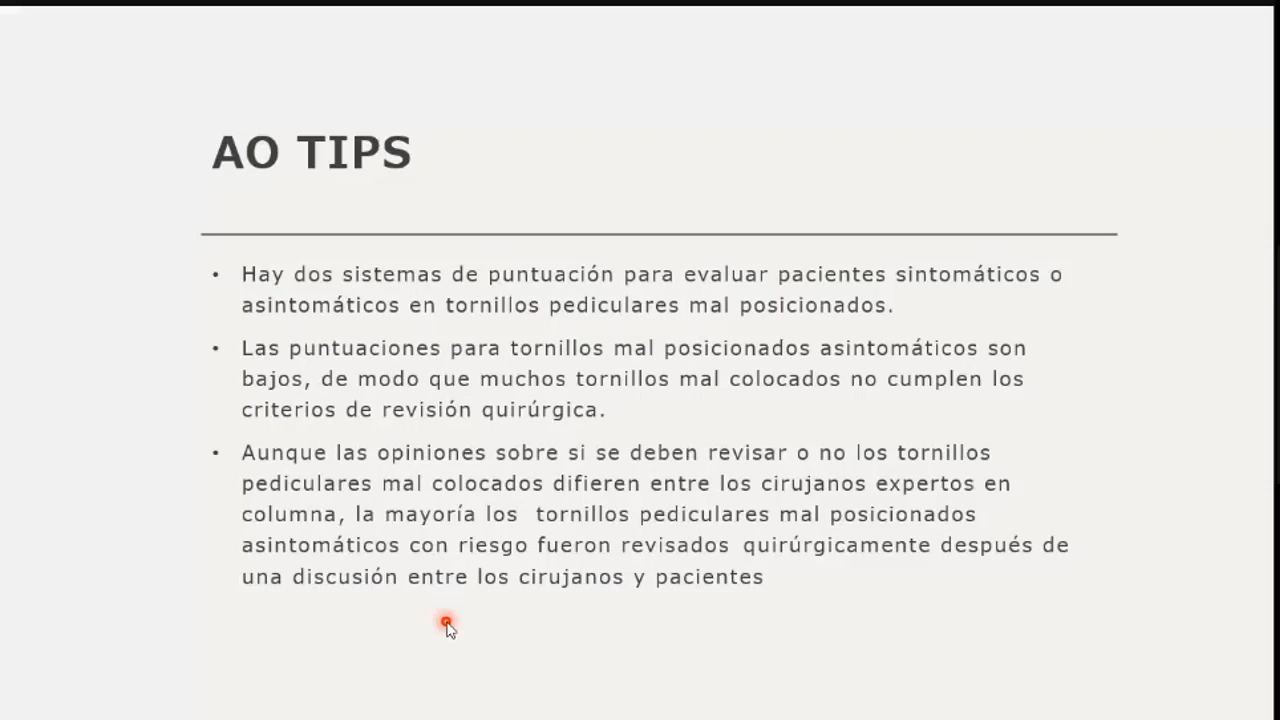 AO TIPS
• Hay dos sistemas de puntuación para evaluar pacientes sintomáticos o
asintomáticos en tornillos pediculares mal posicionados.
• Las puntuaciones para tornillos mal posicionados asintomáticos son
bajos, de modo que muchos tornillos mal colocados no cumplen los
criterios de revisión quirúrgica.
• Aunque las opiniones sobre si se deben revisar o no los tornillos
pediculares mal colocados difieren entre los cirujanos expertos en
columna, la mayoría los tornillos pediculares mal posicionados
asintomáticos con riesgo fueron revisados quirúrgicamente después de
una discusión entre los cirujanos y pacientes